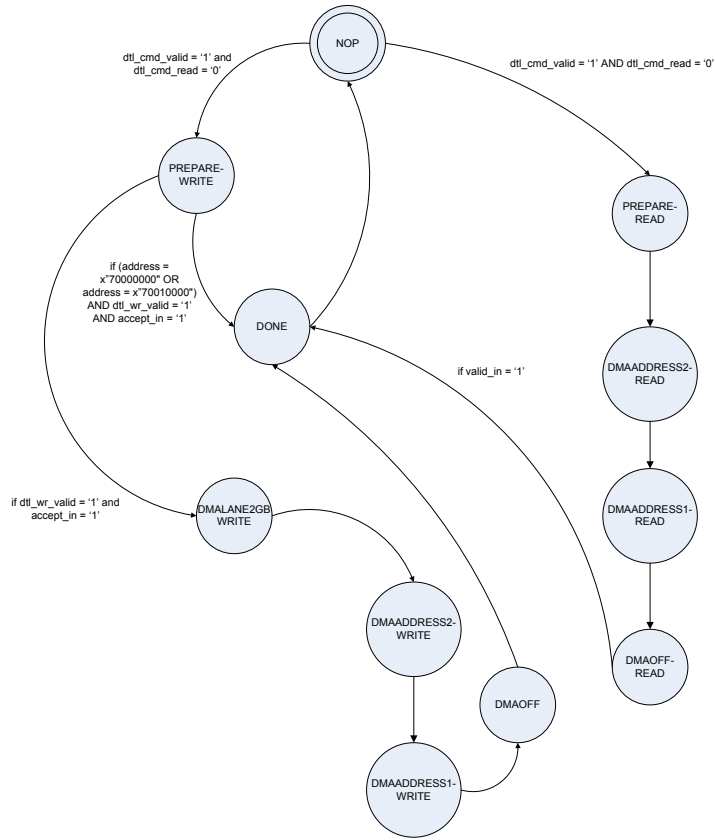 NOP
dtl_cmd_valid = ‘1’ and
dtl_cmd_read = ‘0’
dtl_cmd_valid = ‘1’ AND dtl_cmd_read = ‘0’
PREPARE-
WRITE
PREPARE-
READ
if (address =
x”70000000" OR
address = x”70010000")
AND dtl_wr_valid = ‘1’
AND accept_in = ‘1’
DONE
DMAADDRESS2-
READ
if valid_in = ‘1’
if dtl_wr_valid = ‘1’ and
accept_in = ‘1’
DMALANE2GB
WRITE
DMAADDRESS1-
READ
DMAADDRESS2-
WRITE
DMAOFF-
READ
DMAOFF
DMAADDRESS1-
WRITE